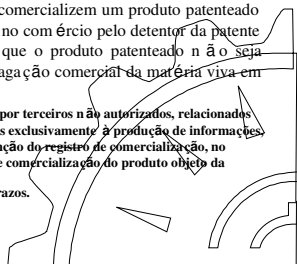 comercializem um produto patenteado
no comércio pelo detentor da patente
que o produto patenteado não seja
agação comercial da matéria viva em
por terceiros não autorizados, relacionados
s exclusivamente à produção de informações,
nção do registro de comercialização, no
e comercialização do produto objeto da
razos.